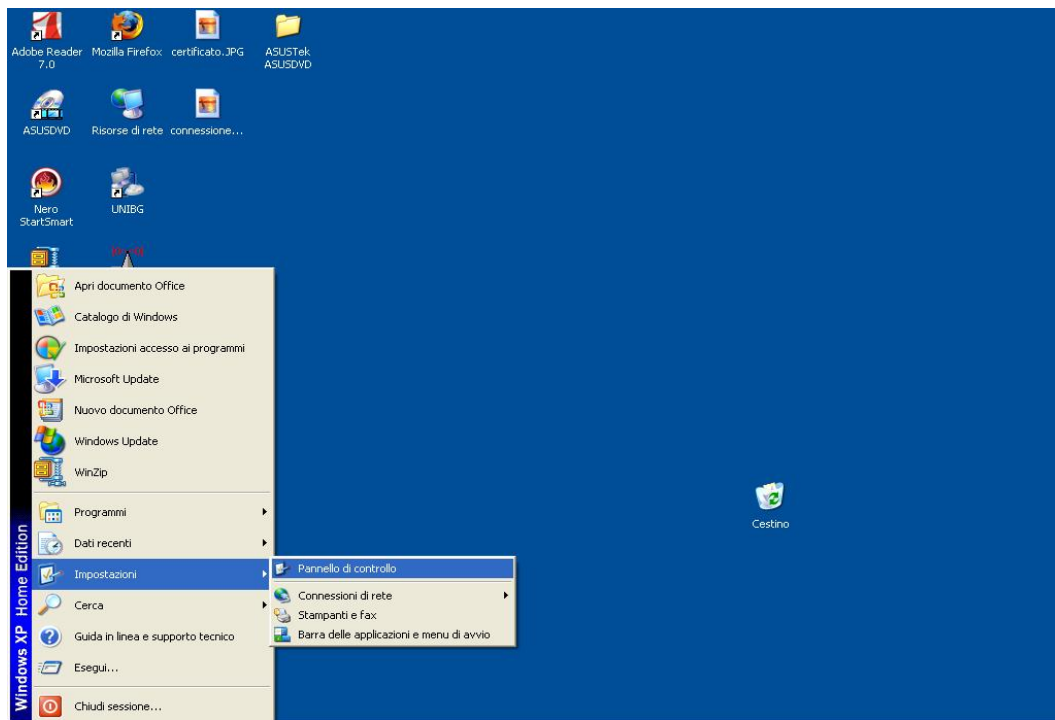 Adobe Reader
7.0
Mozilla Firefox
certificato.JPG
ASUSTek
ASUSDVD
ASUSDVD
Risorse di rete
connessione...
Nero
StartSmart
UNIBG
Apri documento Office
Catalogo di Windows
Impostazioni accesso ai programmi
Microsoft Update
Nuovo documento Office
Windows Update
WinZip
Programmi
Dati recenti
Impostazioni
Cerca
Guida in linea e supporto tecnico
Esegui...
Chiudi sessione...
Windows XP Home Edition
Pannello di controllo
Connessioni di rete
Stampanti e fax
Barra delle applicazioni e menu di avvio
Cestino